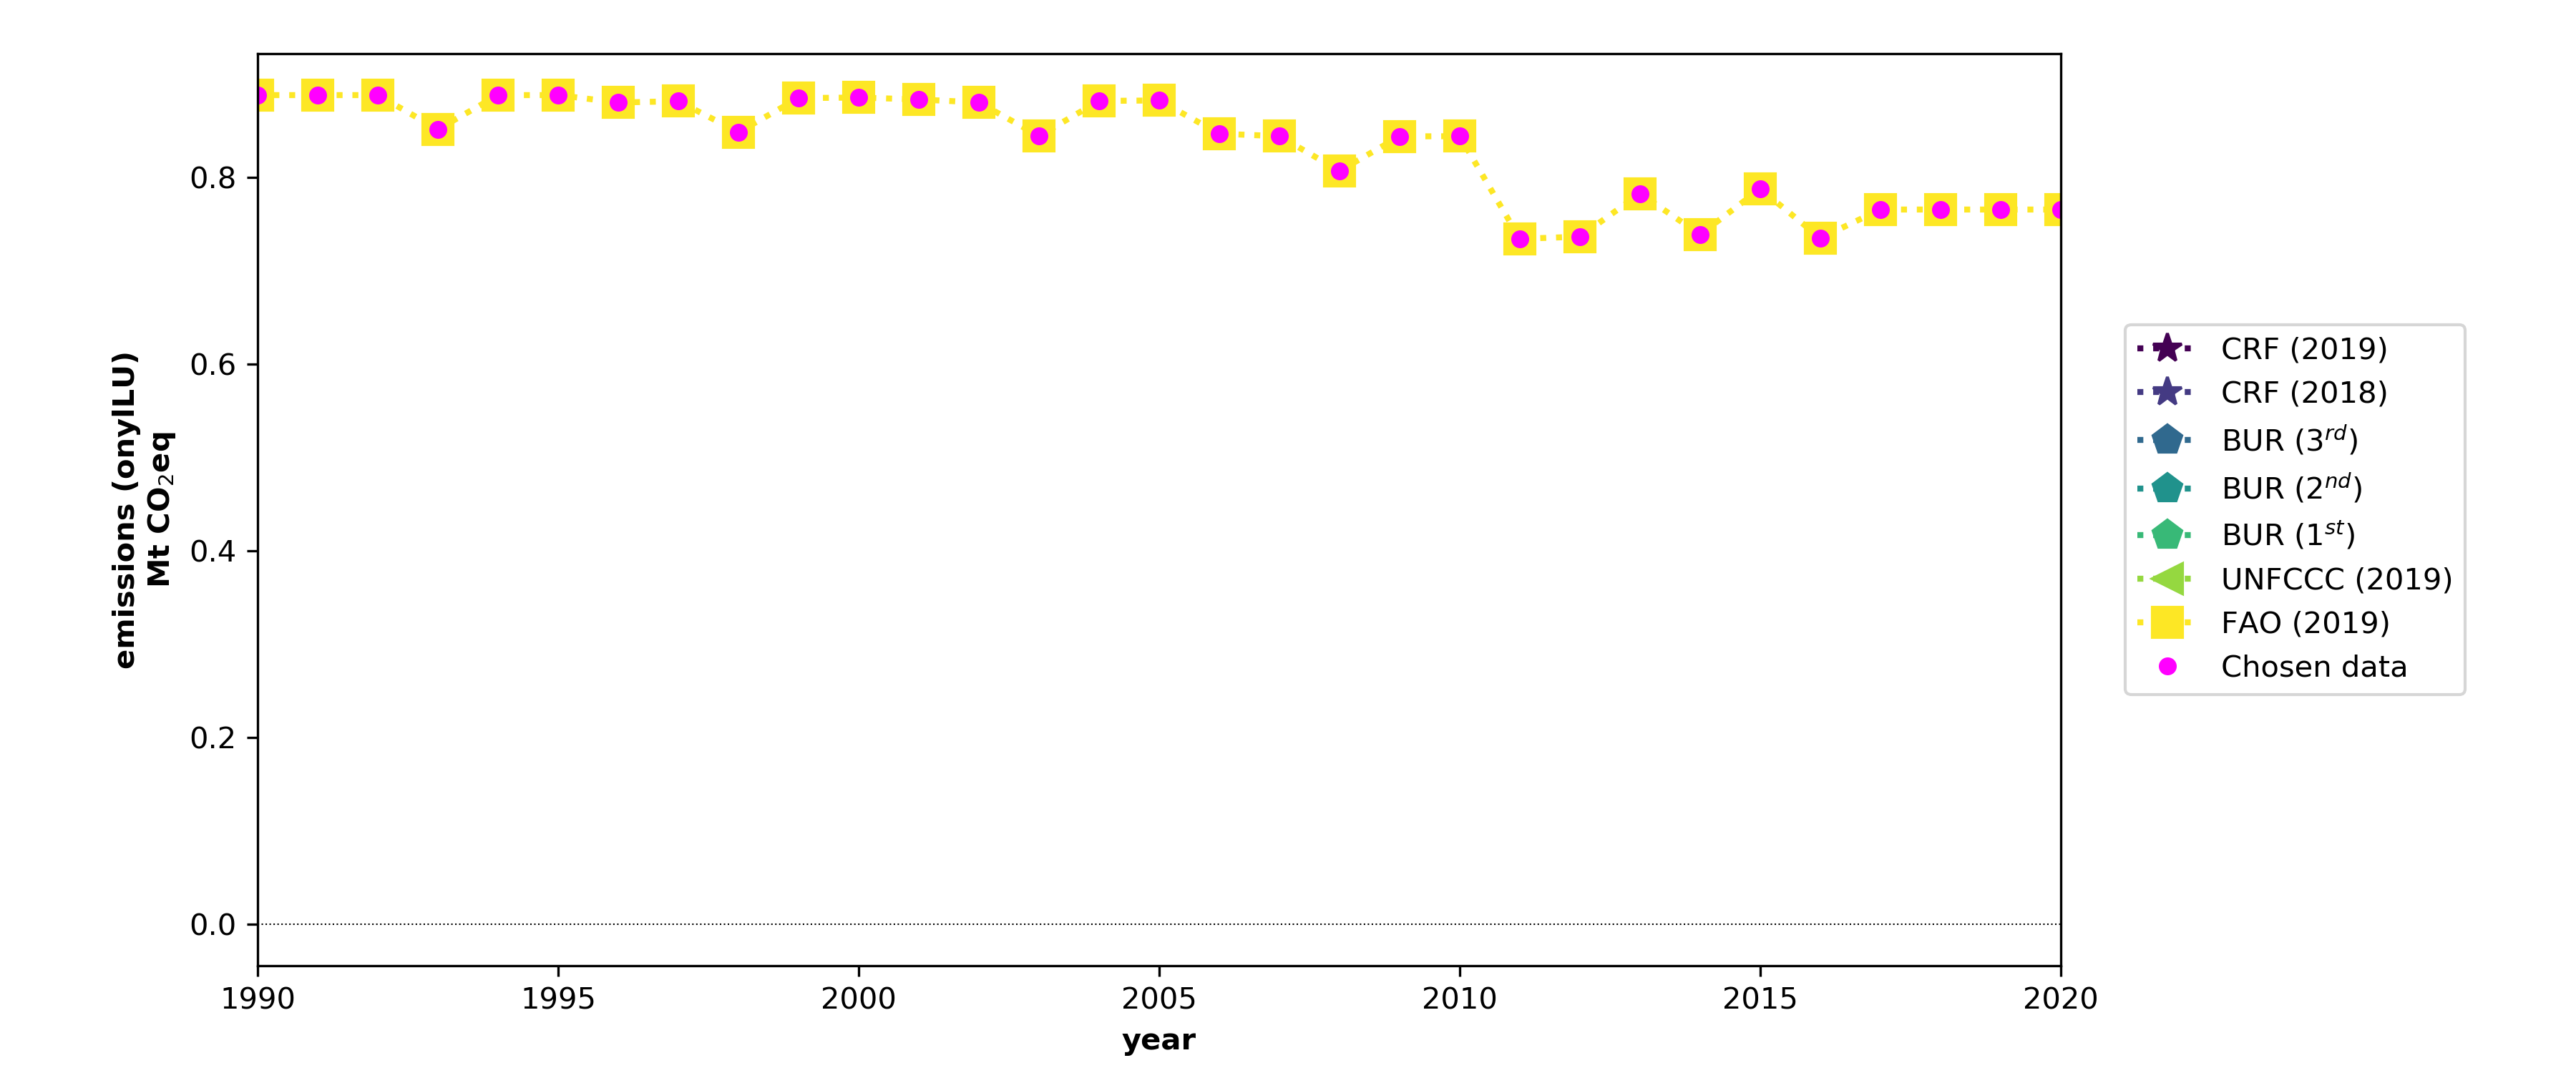 emissions (onylLU)
Mt CO₂eq
0.8
0.6
0.4
0.2
0.0
1990 1995 2000 2005 2010 2015 2020
year
CRF (2019)
CRF (2018)
BUR (3rd)
BUR (2nd)
BUR (1st)
UNFCCC (2019)
FAO (2019)
Chosen data